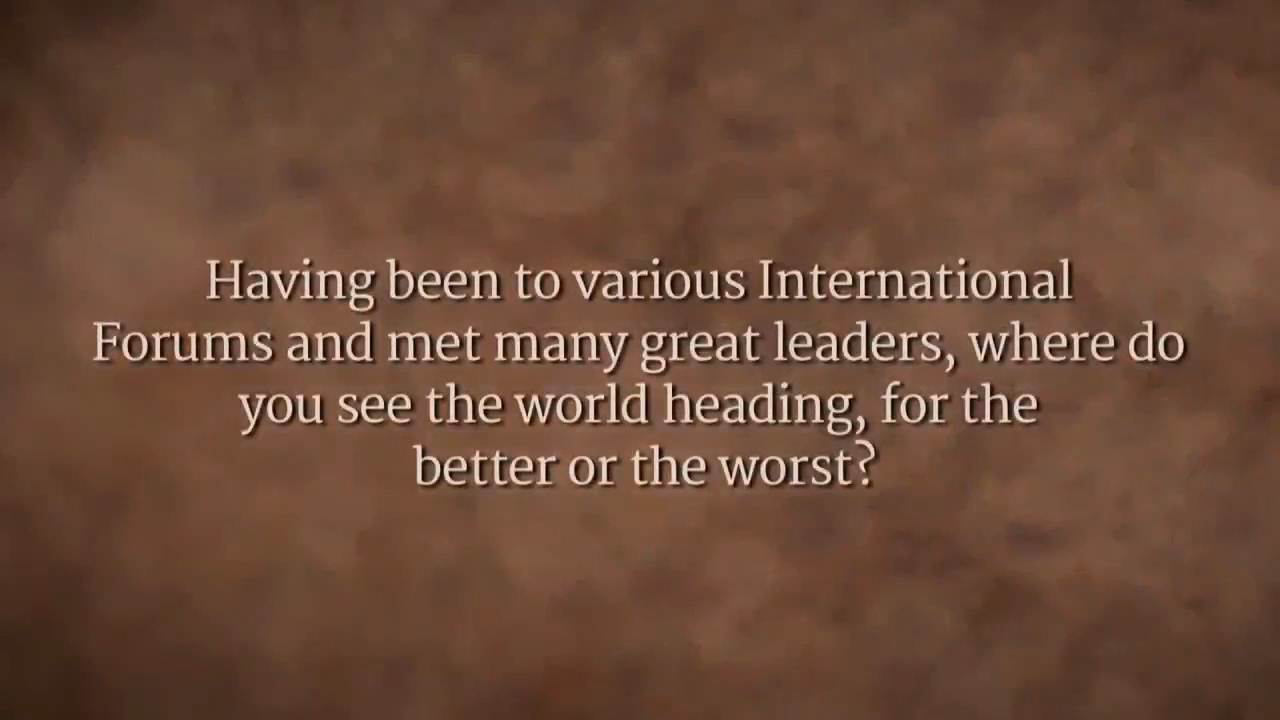 Having been to various International
Forums and met many great leaders, where do
you see the world heading, for the
better or the worst?